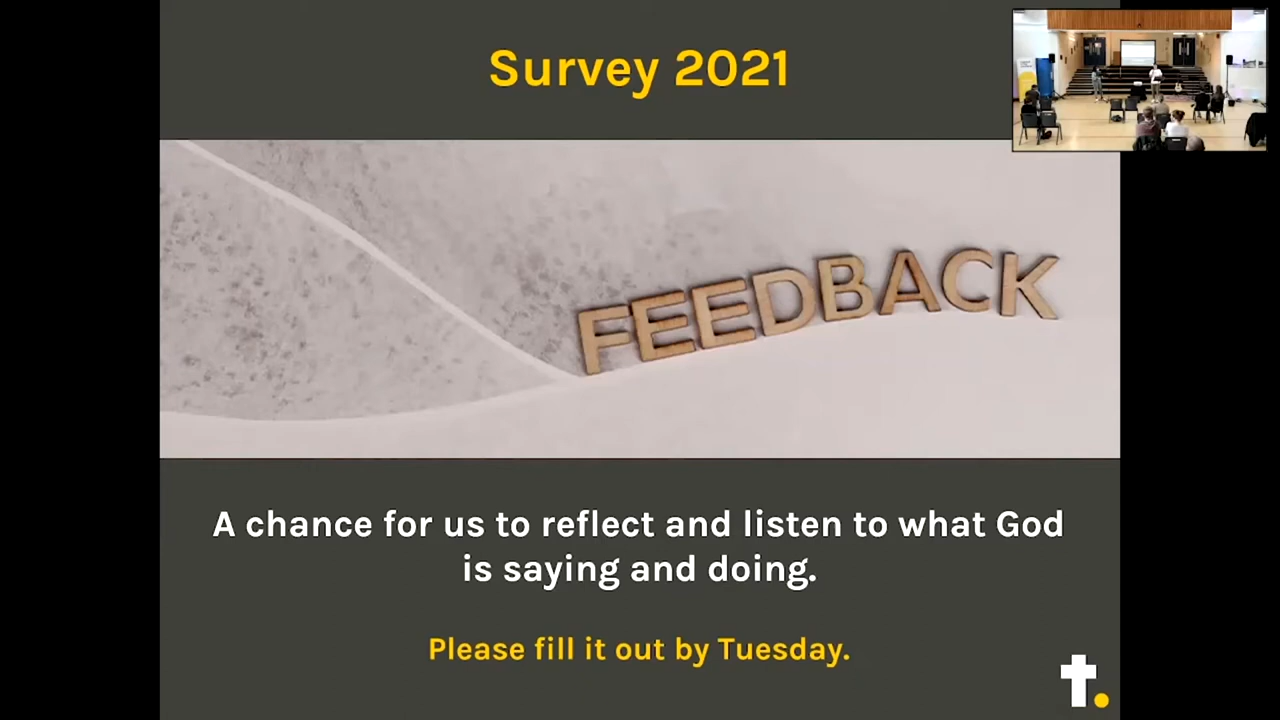 Survey 2021
FEEDBACK
A chance for us to reflect and listen to what God
is saying and doing.
Please fill it out by Tuesday.